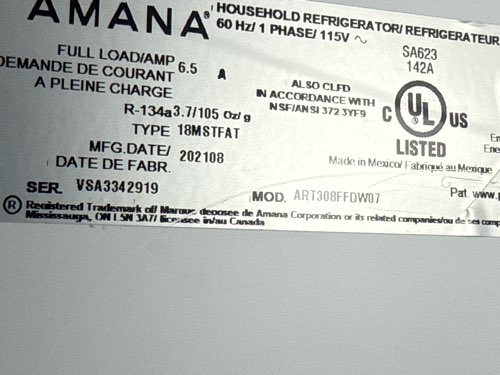 AMANA®
HOUSEHOLD REFRIGERATOR/ REFRIGERATEUR
60 Hz/ 1 PHASE/ 115V ~
FULL LOAD/AMP 6.5 A
DEMANDE DE COURANT
A PLEINE CHARGE
SA623
142A
R-134a 3.7/105 Oz/g
ALSO CLFD
IN ACCORDANCE WITH
NSF/ANSI 372 3YF9
C UL US
LISTED
TYPE 18MSTFAT
MFG.DATE/ 202108
DATE DE FABR.
Made in Mexico/ Fabriqué au Mexique
SER. VSA3342919
MOD. ART308FFDW07
Pat. www.
® Registered Trademark of/ Marque deposee de Amana Corporation or its related companies/ou de ses
Mississauga, ON L5N 3A7/ licensee in/au Canada